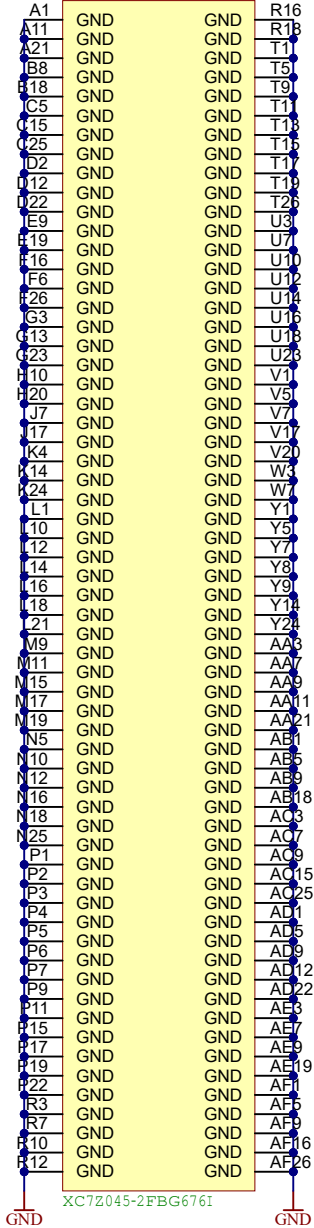 A1 GND GND R16
A11 GND GND R18
A21 GND GND T1
B8 GND GND T5
B18 GND GND T9
C5 GND GND T11
C15 GND GND T13
C25 GND GND T15
D2 GND GND T17
D12 GND GND T19
D22 GND GND T26
E9 GND GND U3
E19 GND GND U7
F16 GND GND U10
F6 GND GND U12
F26 GND GND U14
G3 GND GND U16
G13 GND GND U18
G23 GND GND U23
H10 GND GND V1
H20 GND GND V5
J7 GND GND V7
J17 GND GND V17
K4 GND GND V20
K14 GND GND W3
K24 GND GND W7
L1 GND GND Y1
L10 GND GND Y5
L12 GND GND Y7
L14 GND GND Y8
L16 GND GND Y9
L18 GND GND Y14
L21 GND GND Y24
M9 GND GND AA3
M11 GND GND AA7
M15 GND GND AA9
M17 GND GND AA11
M19 GND GND AA21
N5 GND GND AB1
N10 GND GND AB5
N12 GND GND AB9
N16 GND GND AB18
N18 GND GND AC3
N25 GND GND AC7
P1 GND GND AC9
P2 GND GND AC15
P3 GND GND AC25
P4 GND GND AD1
P5 GND GND AD5
P6 GND GND AD9
P7 GND GND AD12
P9 GND GND AD22
P11 GND GND AE3
P15 GND GND AE7
P17 GND GND AE9
P19 GND GND AE19
P22 GND GND AF1
R3 GND GND AF5
R7 GND GND AF9
R10 GND GND AF16
R12 GND GND AF26
XC7Z045-2FBG676I
GND GND